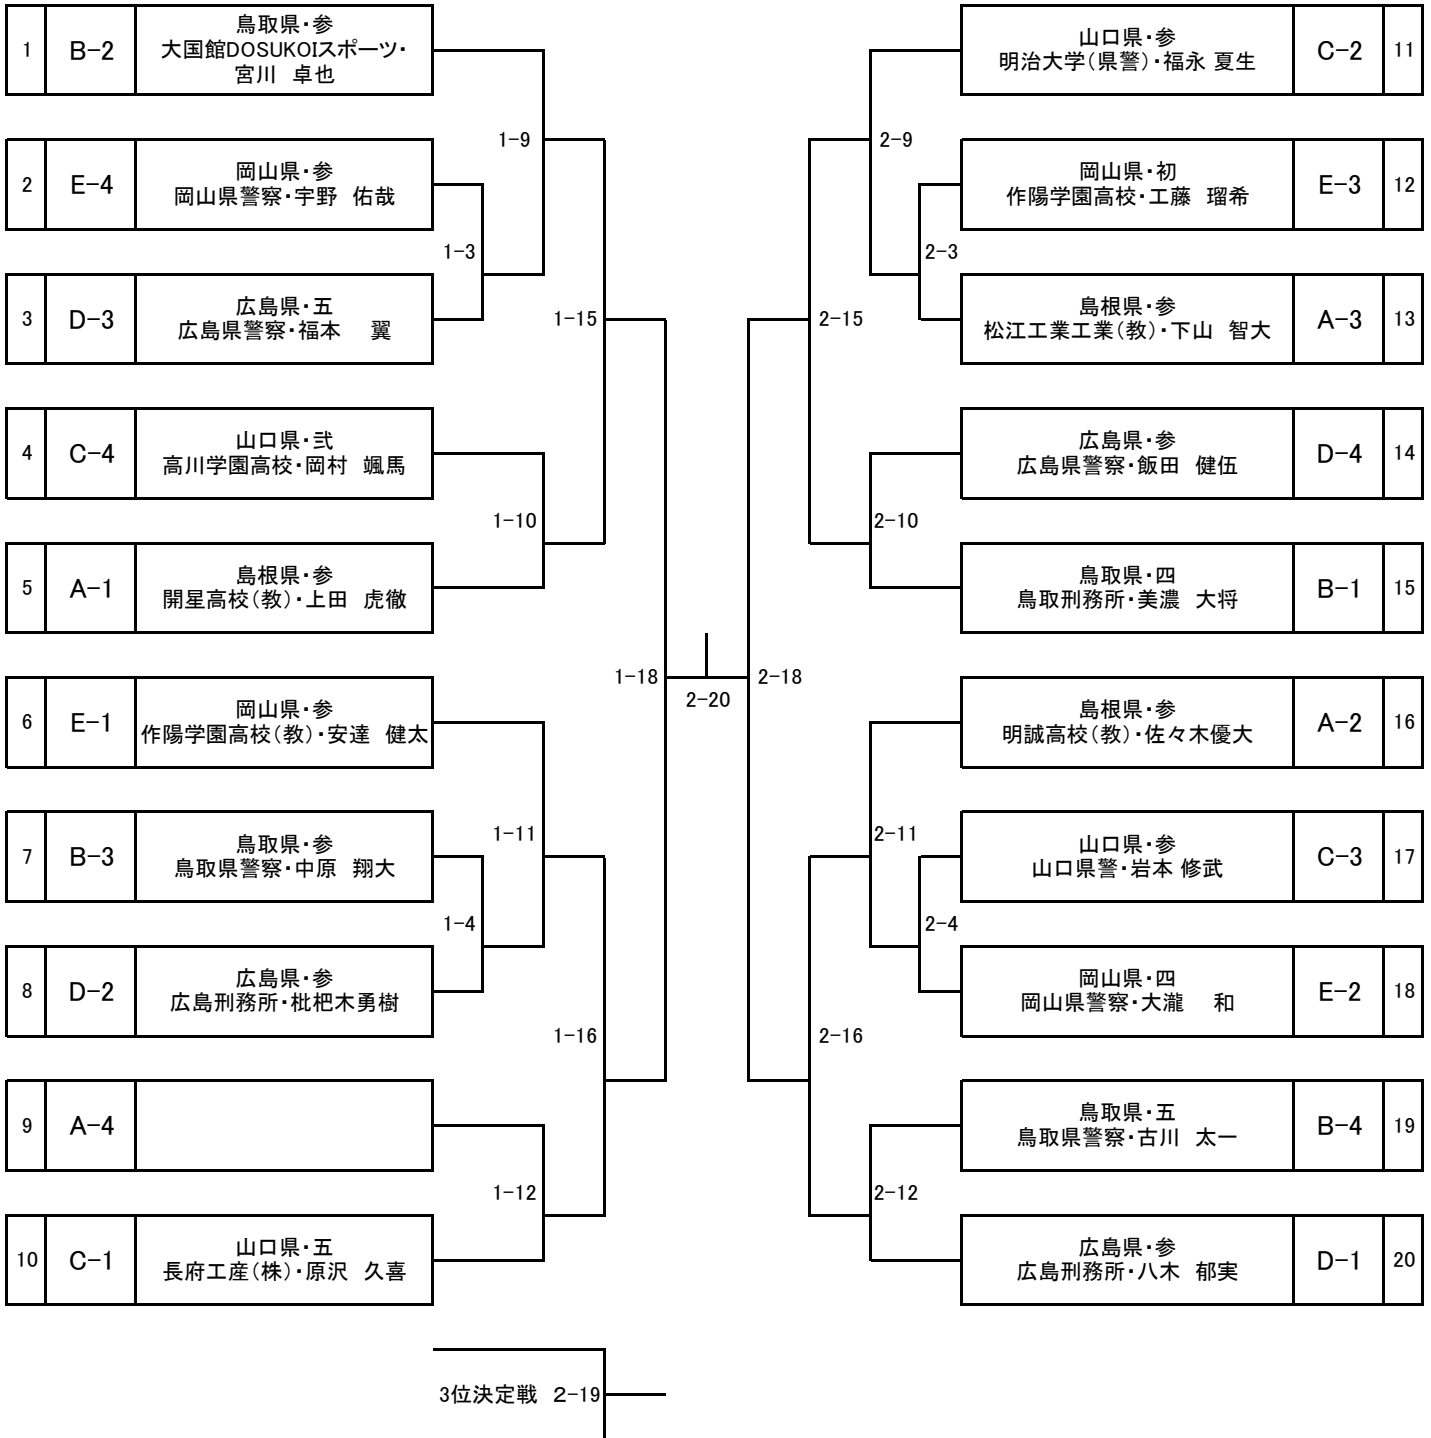 1
B-2
鳥取県・参
大国館DOSUKOIスポーツ・
宮川　卓也
1-9
2
E-4
岡山県・参
岡山県警察・宇野　佑哉
1-3
3
D-3
広島県・五
広島県警察・福本　翼
1-15
4
C-4
山口県・弐
高川学園高校・岡村　颯馬
1-10
5
A-1
島根県・参
開星高校（教）・上田　虎徹
1-18
6
E-1
岡山県・参
作陽学園高校（教）・安達　健太
7
B-3
鳥取県・参
鳥取県警察・中原　翔大
1-11
1-4
8
D-2
広島県・参
広島刑務所・枇杷木勇樹
1-16
9
A-4
1-12
10
C-1
山口県・五
長府工産(株)・原沢　久喜
2-20
山口県・参
明治大学（県警）・福永 夏生
C-2
11
2-9
岡山県・初
作陽学園高校・工藤　瑠希
E-3
12
2-3
島根県・参
松江工業工業（教）・下山　智大
A-3
13
2-15
広島県・参
広島県警察・飯田　健伍
D-4
14
2-10
鳥取県・四
鳥取刑務所・美濃　大将
B-1
15
2-18
島根県・参
明誠高校（教）・佐々木優大
A-2
16
2-11
山口県・参
山口県警・岩本 修武
C-3
17
2-4
岡山県・四
岡山県警察・大瀧　和
E-2
18
2-16
鳥取県・五
鳥取県警察・古川　太一
B-4
19
2-12
広島県・参
広島刑務所・八木　郁実
D-1
20
3位決定戦　2-19